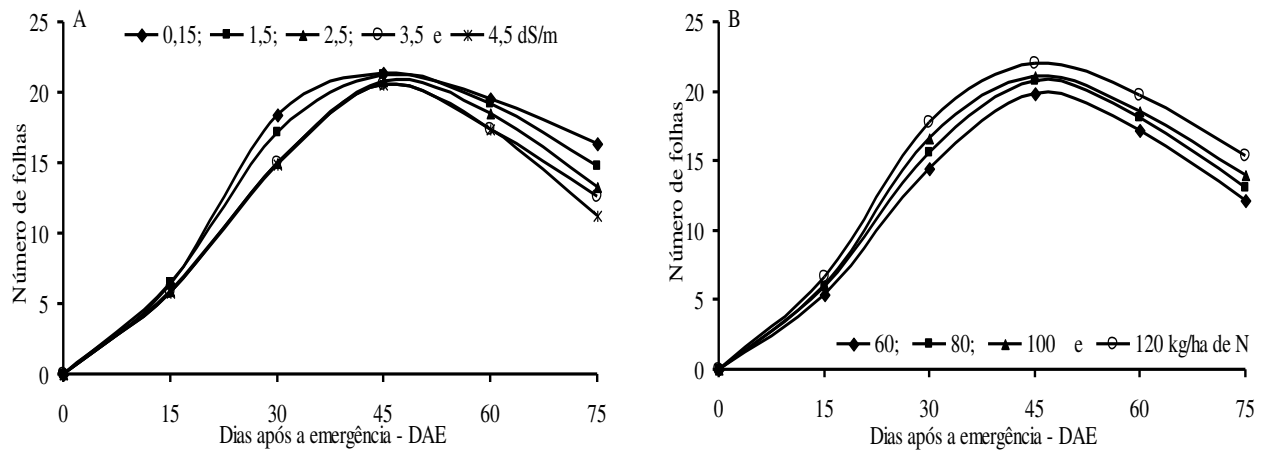 A
0,15; 1,5; 2,5; 3,5 e 4,5 dS/m
Número de folhas
25
20
15
10
5
0
0 15 30 45 60 75
Dias após a emergência - DAE
B
Número de folhas
25
20
15
10
5
0
60; 80; 100 e 120 kg/ha de N
0 15 30 45 60 75
Dias após a emergência - DAE